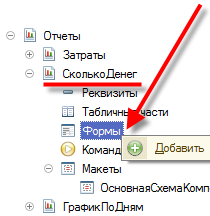 Отчеты
Затраты
СколькоДенег
Реквизиты
Табличные части
Формы
Команд
Добавить
Макеты
ОсновнаяСхемаКомп
ГрафикПоДням